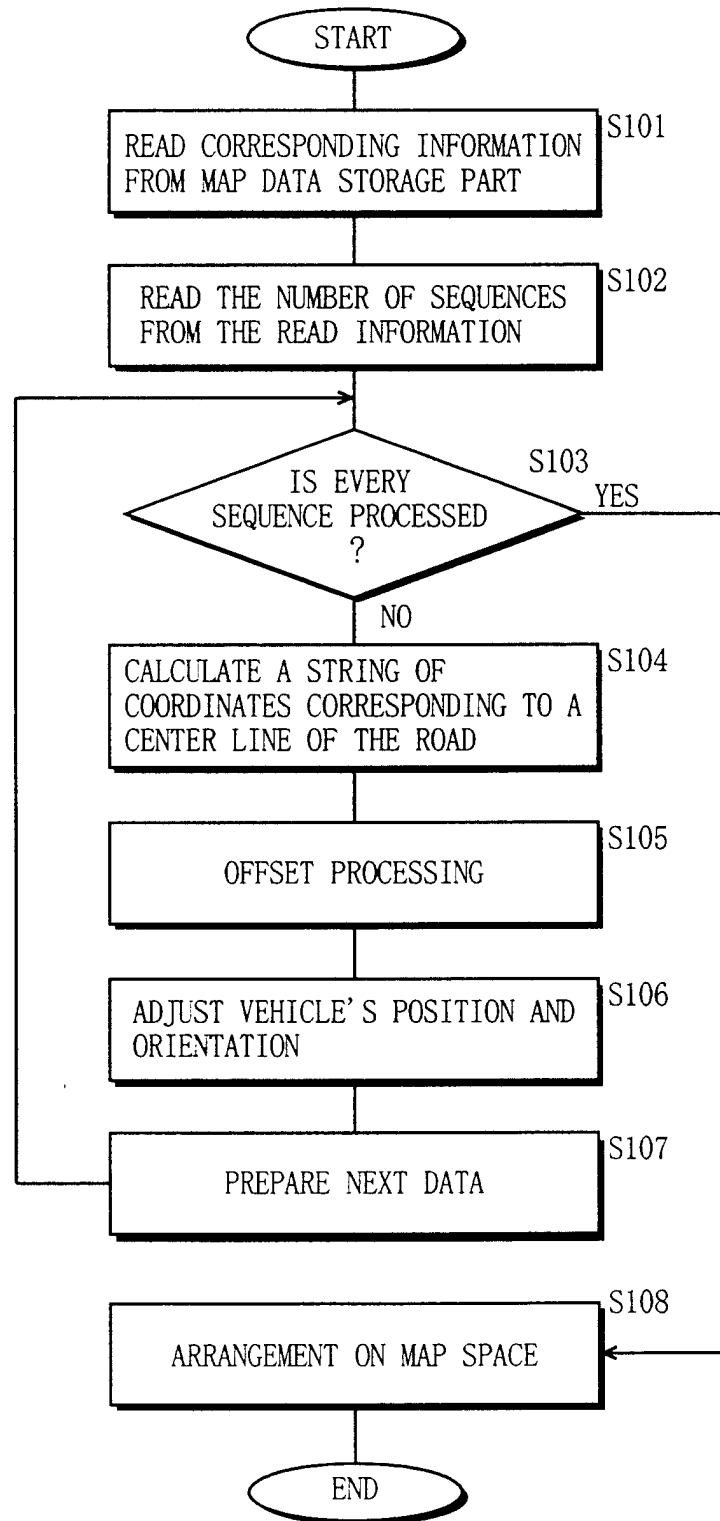 START
S101
READ CORRESPONDING INFORMATION
FROM MAP DATA STORAGE PART
S102
READ THE NUMBER OF SEQUENCES
FROM THE READ INFORMATION
S103
IS EVERY
SEQUENCE PROCESSED
?
YES
NO
S104
CALCULATE A STRING OF
COORDINATES CORRESPONDING TO A
CENTER LINE OF THE ROAD
S105
OFFSET PROCESSING
S106
ADJUST VEHICLE'S POSITION AND
ORIENTATION
S107
PREPARE NEXT DATA
S108
ARRANGEMENT ON MAP SPACE
END